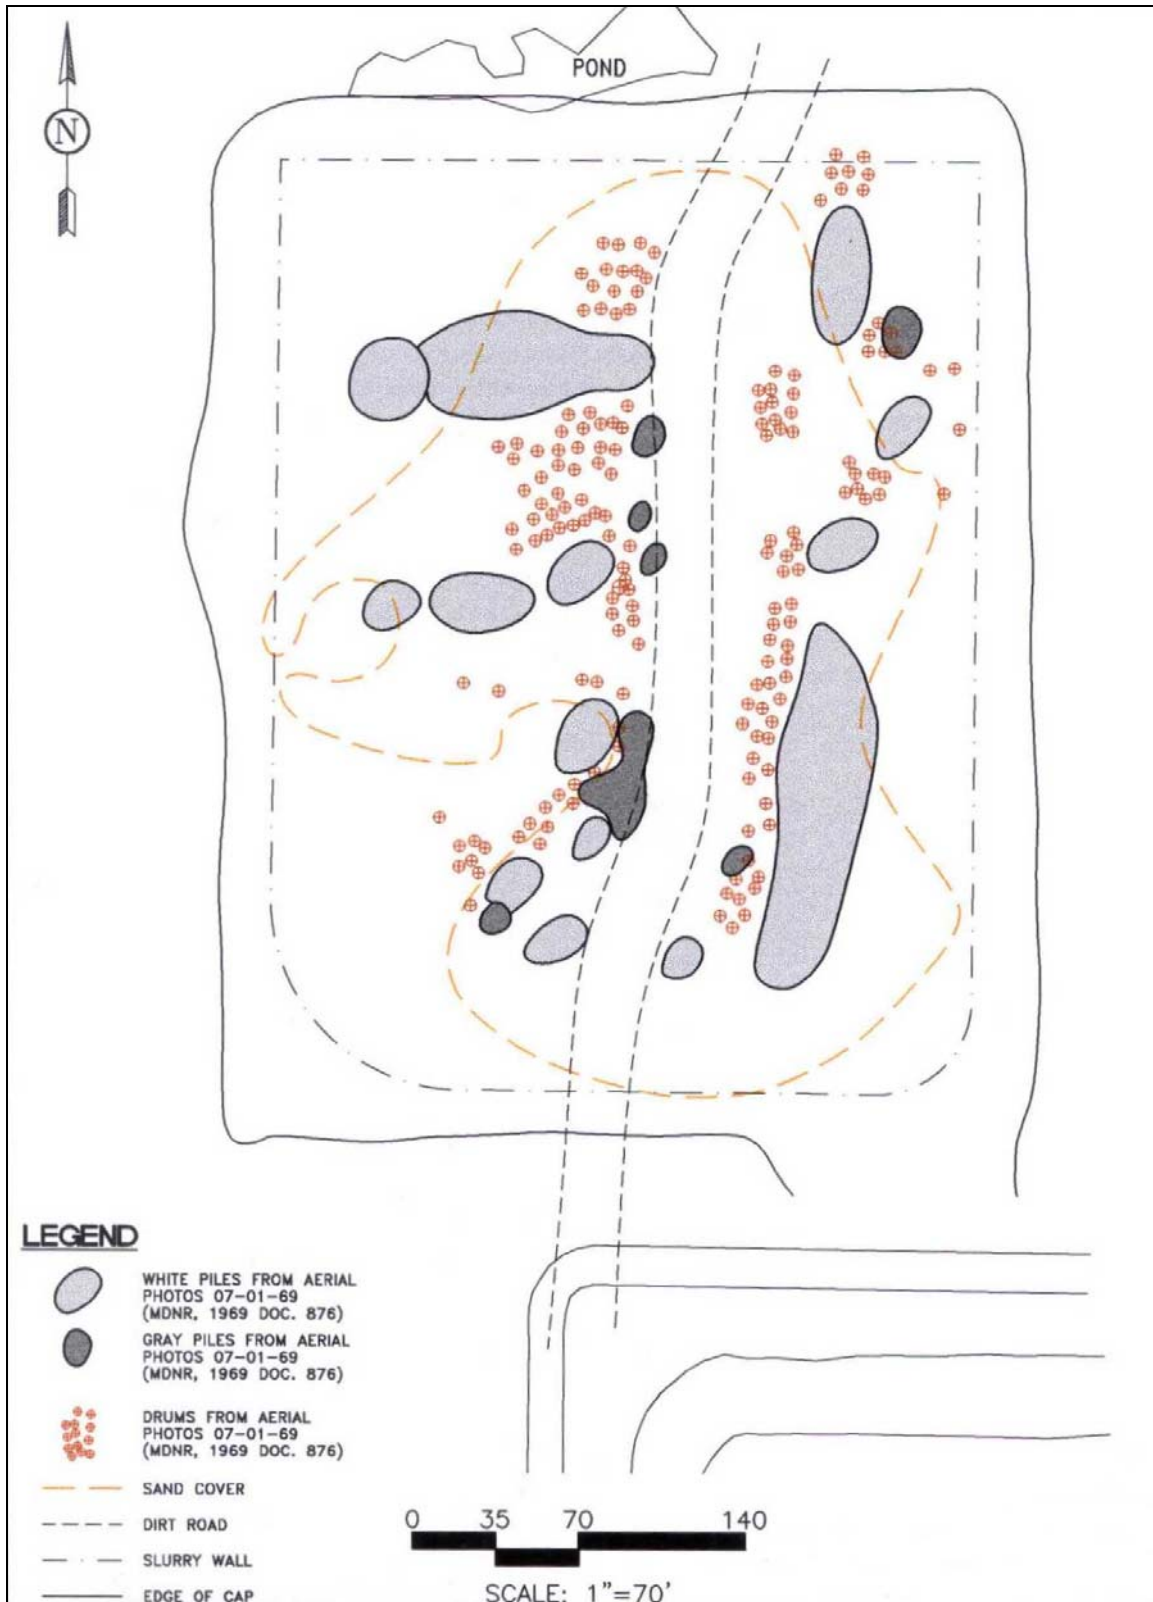 POND
N
LEGEND
WHITE PILES FROM AERIAL
PHOTOS 07-01-69
(MDNR, 1969 DOC. 876)
GRAY PILES FROM AERIAL
PHOTOS 07-01-69
(MDNR, 1969 DOC. 876)
DRUMS FROM AERIAL
PHOTOS 07-01-69
(MDNR, 1969 DOC. 876)
SAND COVER
DIRT ROAD
SLURRY WALL
EDGE OF CAP
0 35 70 140
SCALE: 1"=70'